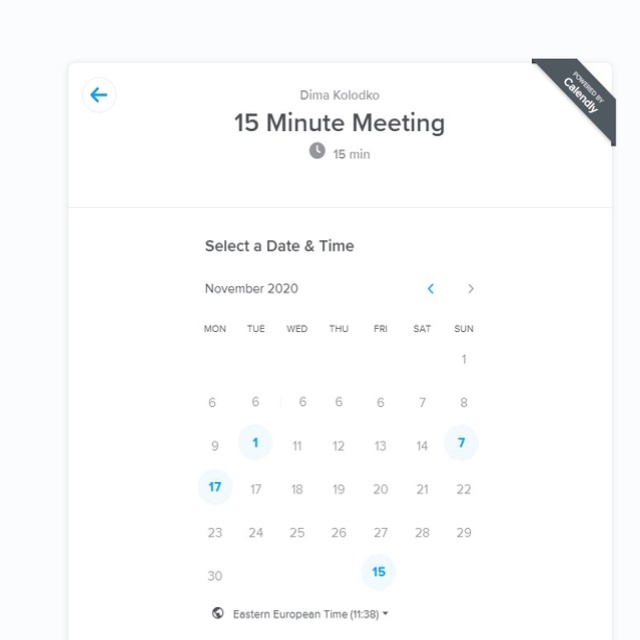 POWERED BY
Calendly
Dima Kolodko
15 Minute Meeting
15 min
Select a Date & Time
November 2020
MON TUE WED THU FRI SAT SUN
1
6 6 6 6 6 7 8
9 1 11 12 13 14 7
17 17 18 19 20 21 22
23 24 25 26 27 28 29
30 15
Eastern European Time (11:38)